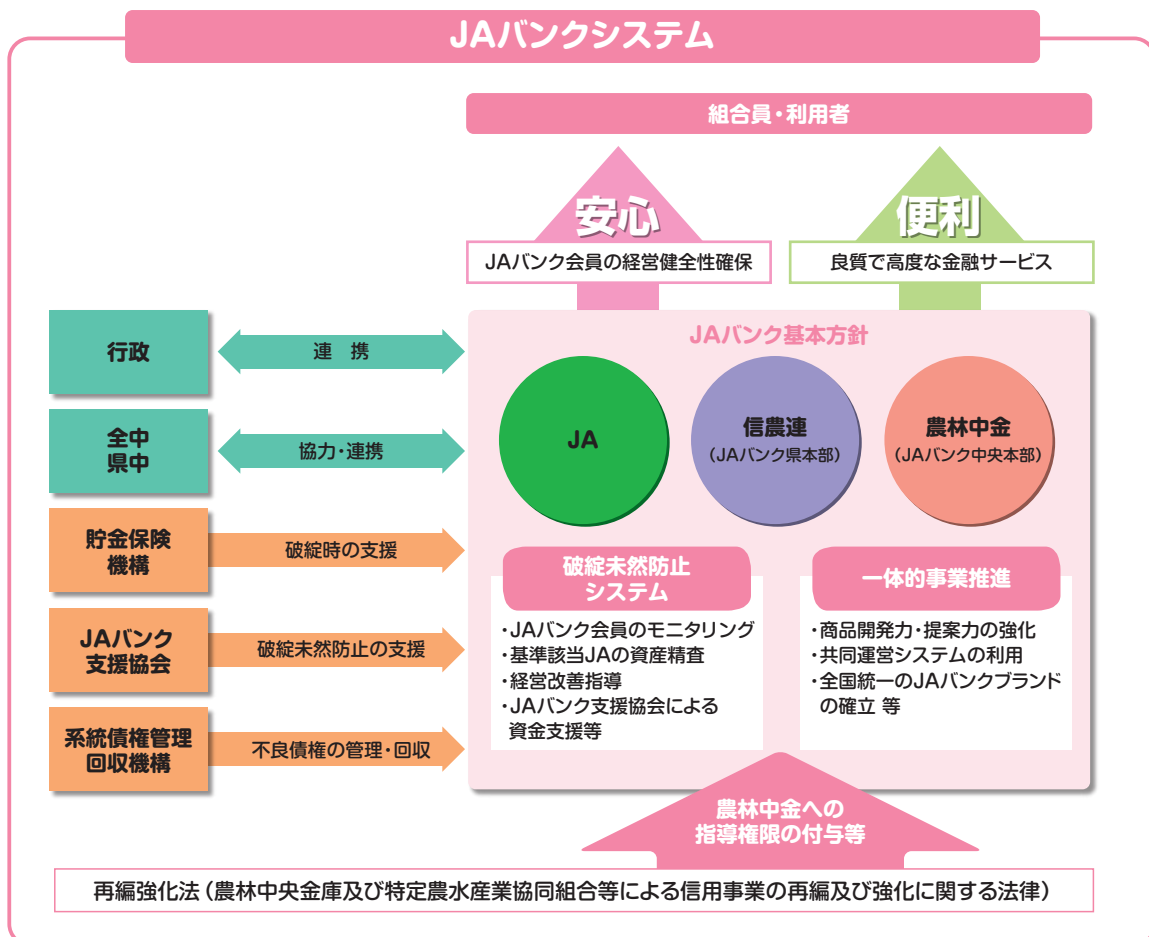 JAバンクシステム
組合員・利用者
安心
JAバンク会員の経営健全性確保
便利
良質で高度な金融サービス
行政
連　携
全中
県中
協力・連携
貯金保険
機構
破綻時の支援
JAバンク
支援協会
破綻未然防止の支援
系統債権管理
回収機構
不良債権の管理・回収
JAバンク基本方針
JA
信農連
（JAバンク県本部）
農林中金
（JAバンク中央本部）
破綻未然防止
システム
・JAバンク会員のモニタリング
・基準該当JAの資産精査
・経営改善指導
・JAバンク支援協会による
資金支援等
一体的事業推進
・商品開発力・提案力の強化
・共同運営システムの利用
・全国統一のJAバンクブランド
の確立 等
農林中金への
指導権限の付与等
再編強化法（農林中央金庫及び特定農水産業協同組合等による信用事業の再編及び強化に関する法律）